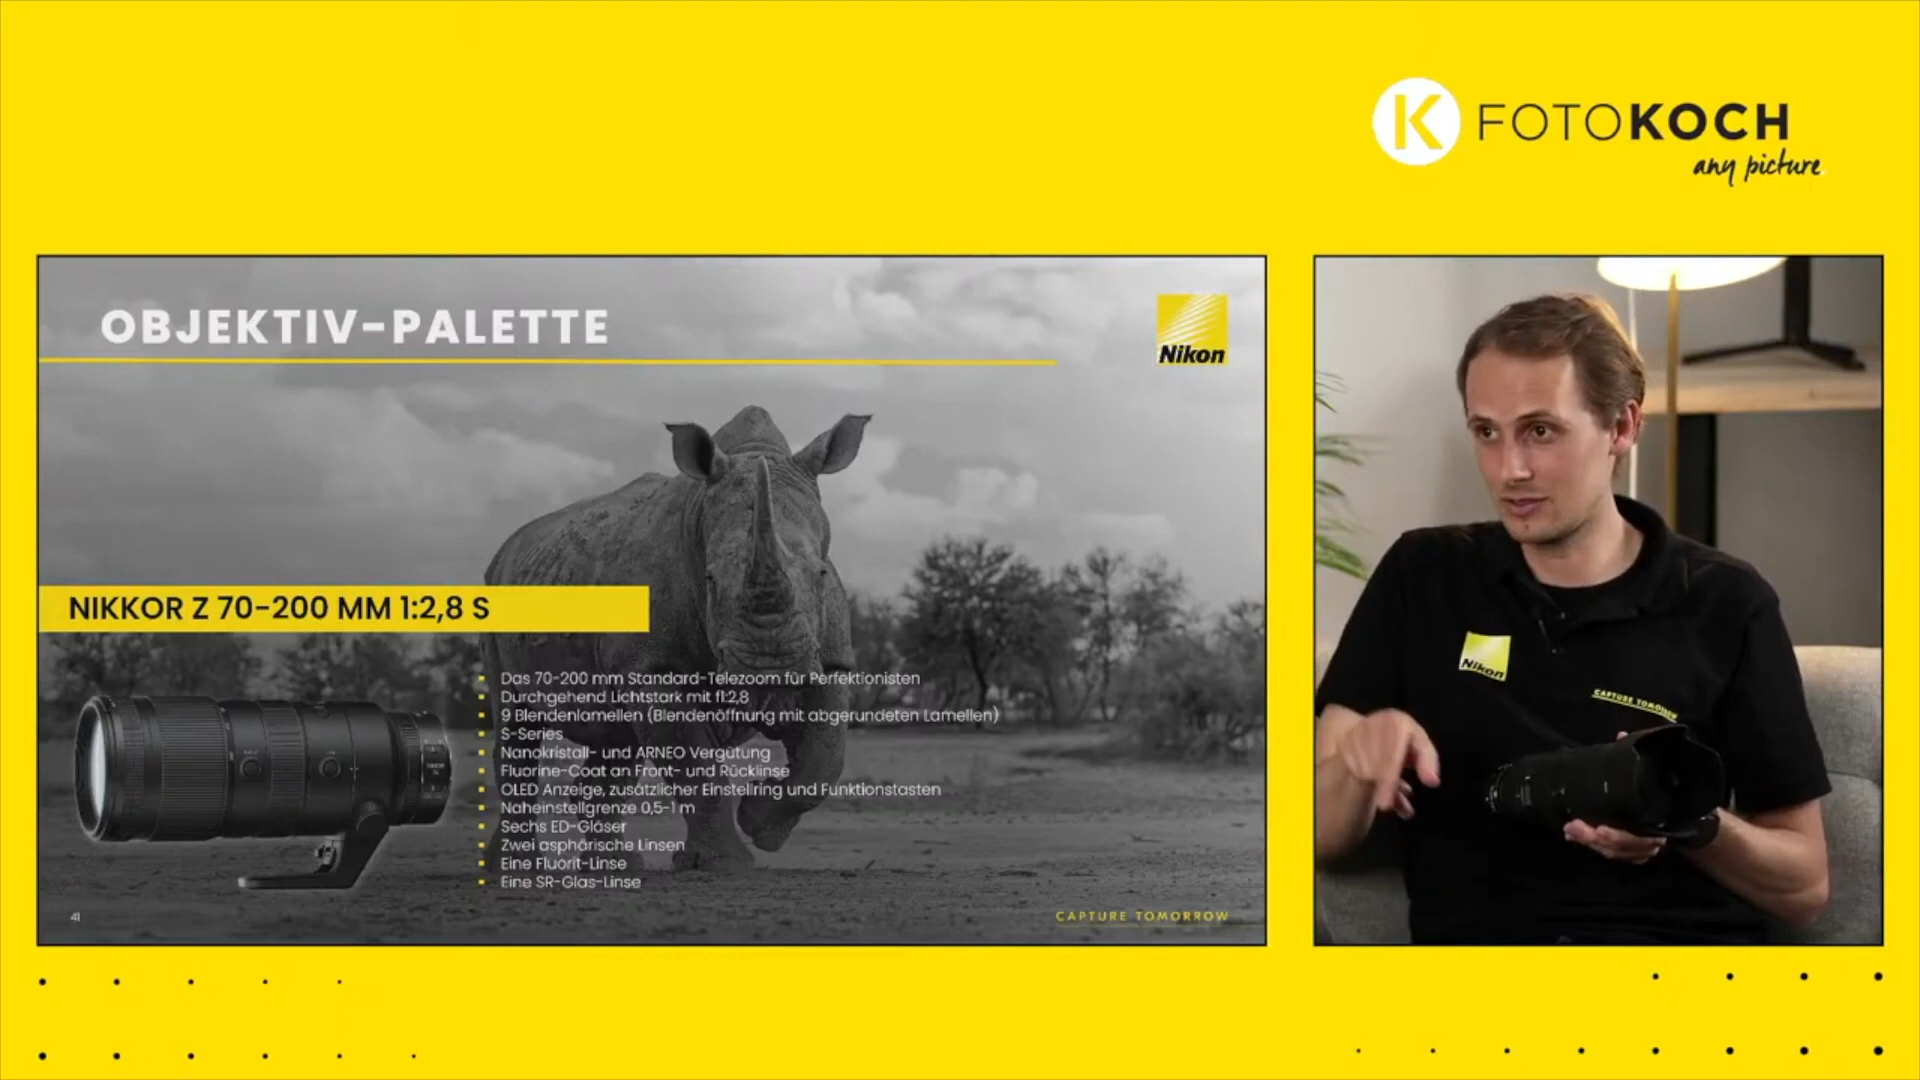 K FOTOKOCH
any picture.
OBJEKTIV-PALETTE
Nikon
NIKKOR Z 70-200 MM 1:2,8 S
Das 70-200 mm Standard-Telezoom für Perfektionisten
Durchgehend Lichtstark mit f1:2,8
9 Blendenlamellen (Blendenöffnung mit abgerundeten Lamellen)
S-Series
Nanokristall- und ARNEO Vergütung
Fluorine-Coat an Front- und Rücklinse
OLED Anzeige, zusätzlicher Einstellring und Funktionstasten
Naheinstellgrenze 0,5-1 m
Sechs ED-Gläser
Zwei asphärische Linsen
Eine Fluorit-Linse
Eine SR-Glas-Linse
41
CAPTURE TOMORROW
Nikon
CAPTURE TOMORROW